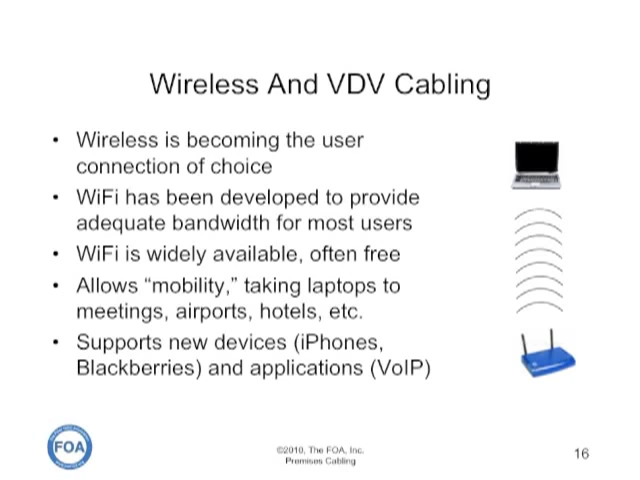 Wireless And VDV Cabling
• Wireless is becoming the user
connection of choice
• WiFi has been developed to provide
adequate bandwidth for most users
• WiFi is widely available, often free
• Allows “mobility,” taking laptops to
meetings, airports, hotels, etc.
• Supports new devices (iPhones,
Blackberries) and applications (VoIP)
FOA
©2010, The FOA, Inc.
Premises Cabling
16